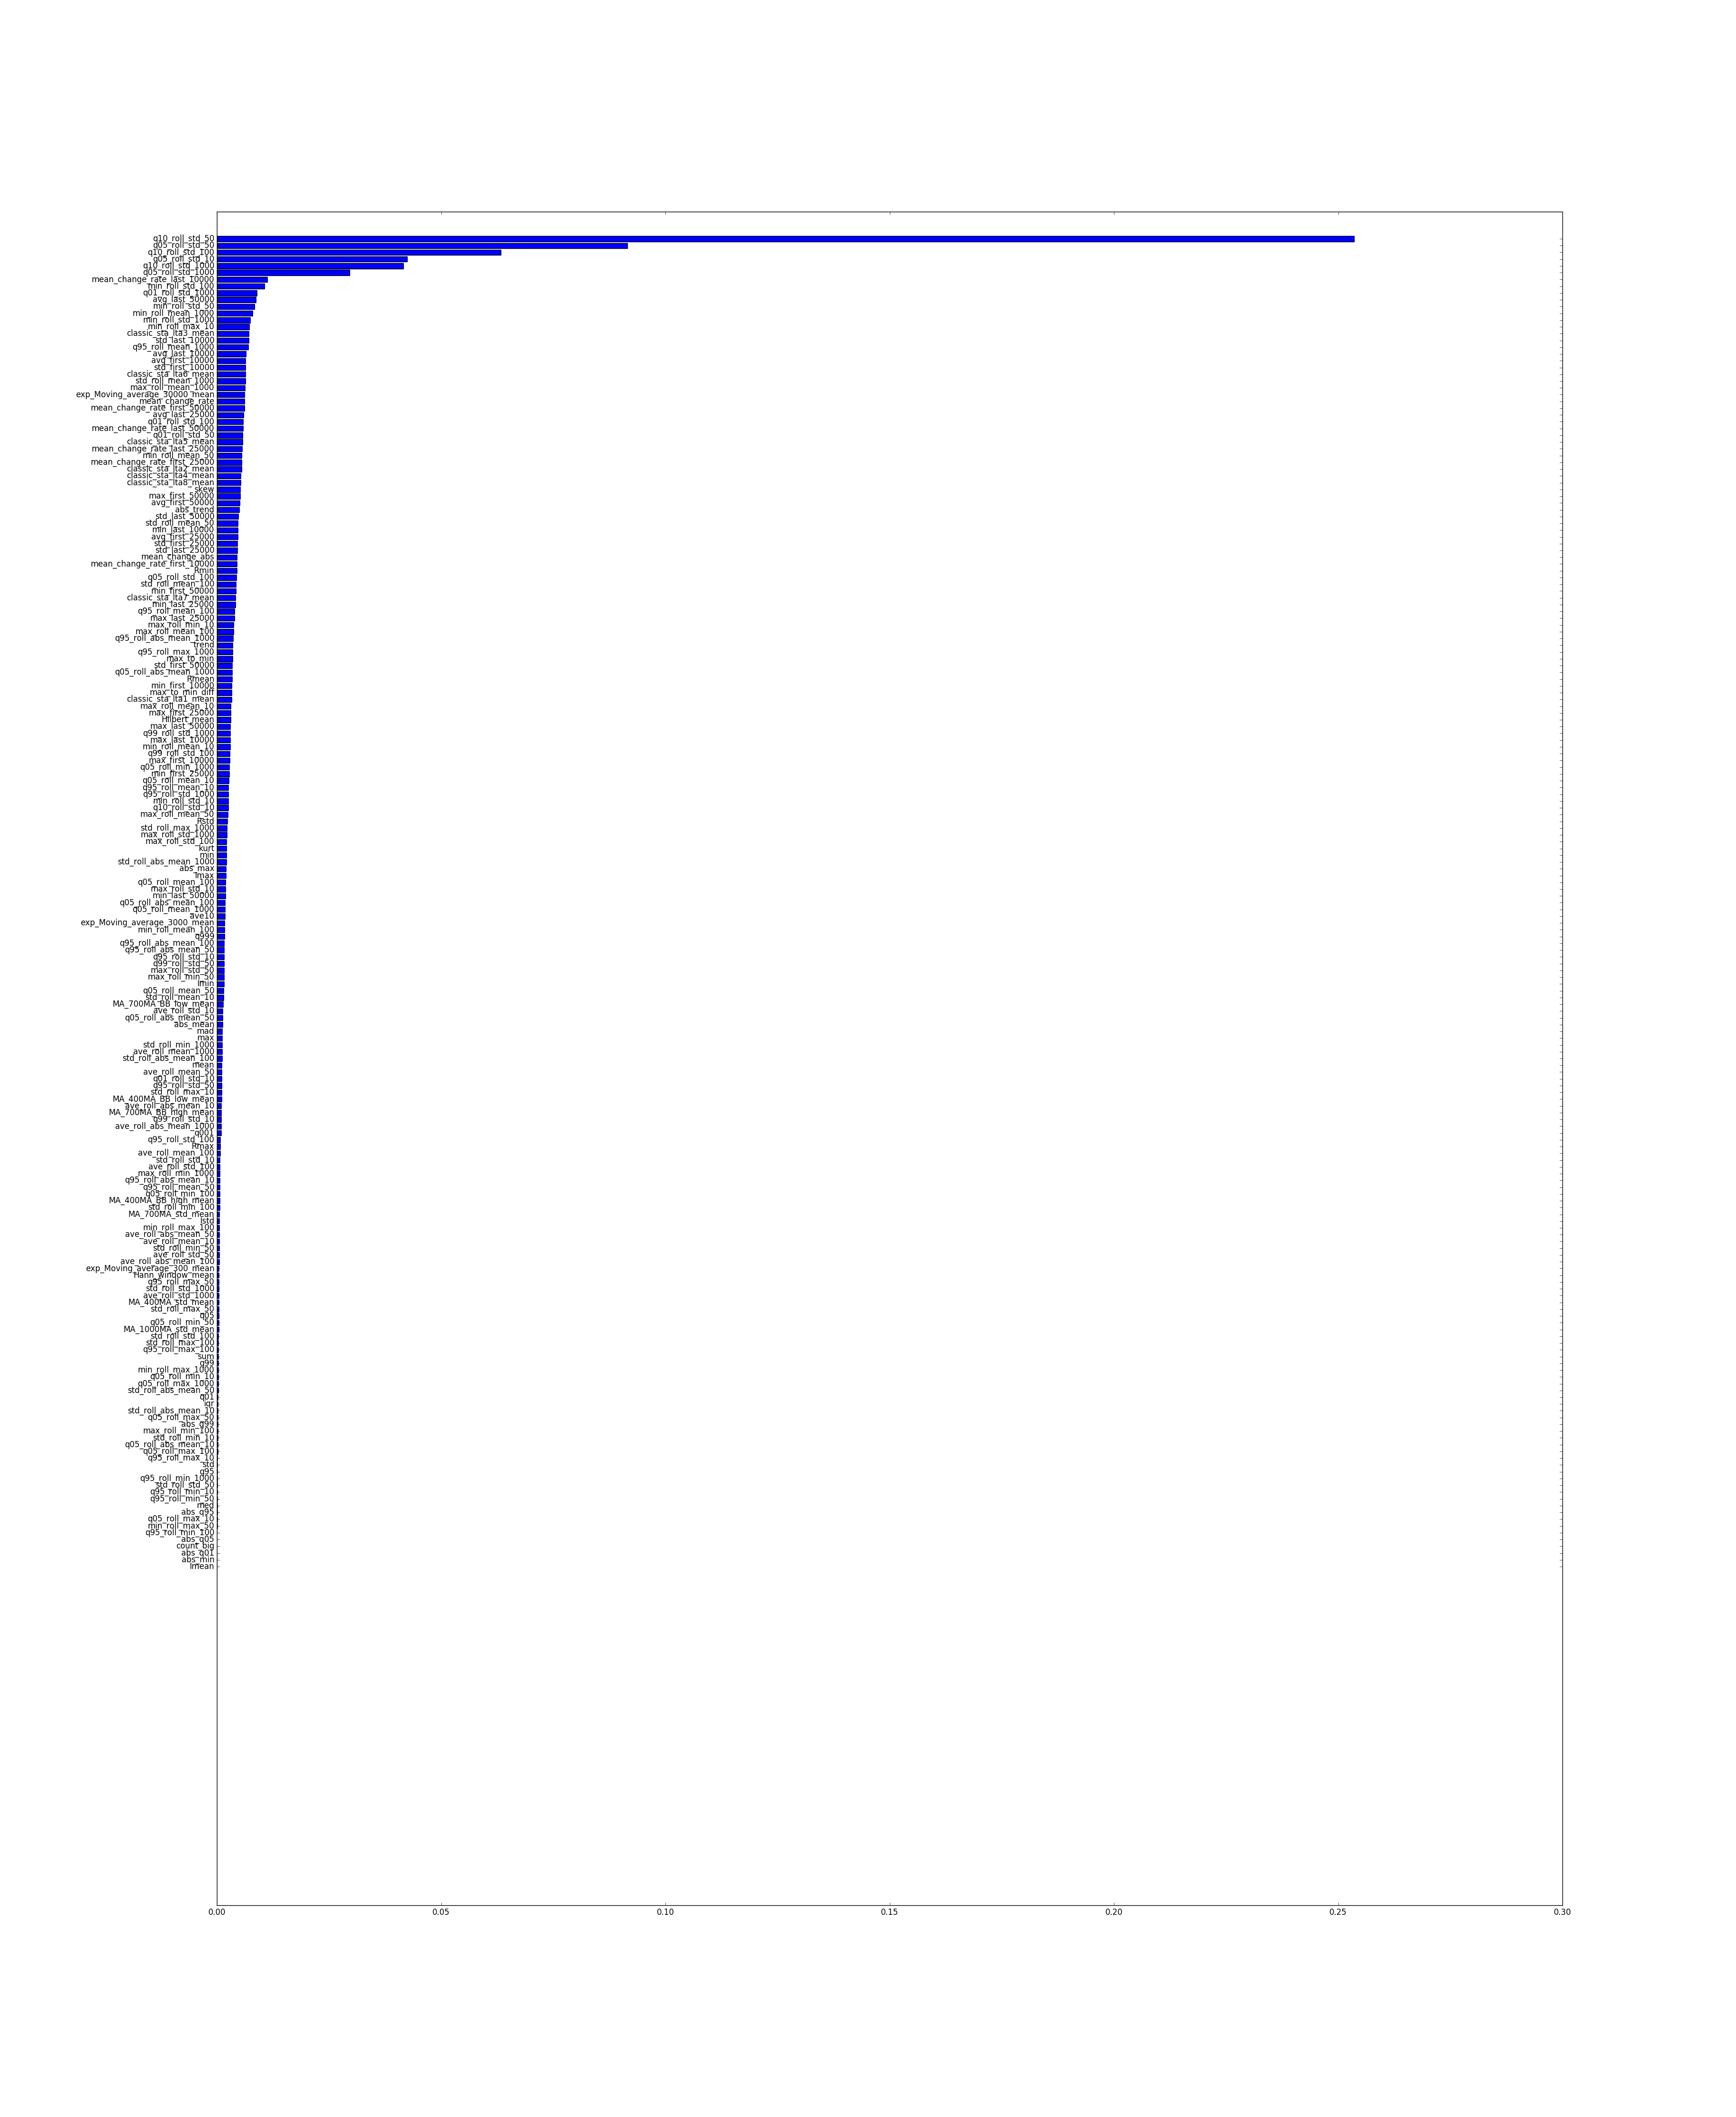 q10_roll_std_50
q05_roll_std_50
q10_roll_std_100
q05_roll_std_10
q10_roll_std_1000
q05_roll_std_1000
mean_change_rate_last_10000
min_roll_std_100
q01_roll_std_1000
avg_last_50000
min_roll_std_50
min_roll_mean_1000
min_roll_std_1000
min_roll_max_10
classic_sta_lta3_mean
std_last_10000
q95_roll_mean_1000
avg_last_10000
avg_first_10000
std_first_10000
classic_sta_lta6_mean
std_roll_mean_1000
max_roll_mean_1000
exp_Moving_average_30000_mean
mean_change_rate
mean_change_rate_first_50000
avg_last_25000
q01_roll_std_100
mean_change_rate_last_50000
q01_roll_std_50
classic_sta_lta5_mean
mean_change_rate_last_25000
min_roll_mean_50
mean_change_rate_first_25000
classic_sta_lta2_mean
classic_sta_lta4_mean
classic_sta_lta8_mean
skew
max_first_50000
avg_first_50000
abs_trend
std_last_50000
std_roll_mean_50
min_last_10000
avg_first_25000
std_first_25000
std_last_25000
mean_change_abs
mean_change_rate_first_10000
Rmin
q05_roll_std_100
std_roll_mean_100
min_first_50000
classic_sta_lta7_mean
min_last_25000
q95_roll_mean_100
max_last_25000
max_roll_min_10
max_roll_mean_100
q95_roll_abs_mean_1000
trend
q95_roll_max_1000
max_to_min
std_first_50000
q05_roll_abs_mean_1000
Rmean
min_first_10000
max_to_min_diff
classic_sta_lta1_mean
max_roll_mean_10
max_first_25000
Hilbert_mean
max_last_50000
q99_roll_std_1000
max_last_10000
min_roll_mean_10
q99_roll_std_100
max_first_10000
q05_roll_min_1000
min_first_25000
q05_roll_mean_10
q95_roll_mean_10
q95_roll_std_1000
min_roll_std_10
q10_roll_std_10
max_roll_mean_50
Rstd
std_roll_max_1000
max_roll_std_1000
max_roll_std_100
kurt
min
std_roll_abs_mean_1000
abs_max
Imax
q05_roll_mean_100
max_roll_std_10
min_last_50000
q05_roll_abs_mean_100
q05_roll_mean_1000
ave10
exp_Moving_average_3000_mean
min_roll_mean_100
q999
q95_roll_abs_mean_100
q95_roll_abs_mean_50
q95_roll_std_10
q99_roll_std_50
max_roll_std_50
max_roll_min_50
Imin
q05_roll_mean_50
std_roll_mean_10
MA_700MA_BB_low_mean
ave_roll_std_10
q05_roll_abs_mean_50
abs_mean
mad
max
std_roll_min_1000
ave_roll_mean_1000
std_roll_abs_mean_100
mean
ave_roll_mean_50
q01_roll_std_10
q95_roll_std_50
std_roll_max_10
MA_400MA_BB_low_mean
ave_roll_abs_mean_10
MA_700MA_BB_high_mean
q99_roll_std_10
ave_roll_abs_mean_1000
q001
q95_roll_std_100
Rmax
ave_roll_mean_100
std_roll_std_10
ave_roll_std_100
max_roll_min_1000
q95_roll_abs_mean_10
q95_roll_mean_50
q05_roll_min_100
MA_400MA_BB_high_mean
std_roll_min_100
MA_700MA_std_mean
Istd
min_roll_max_100
ave_roll_abs_mean_50
ave_roll_mean_10
std_roll_min_50
ave_roll_std_50
ave_roll_abs_mean_100
exp_Moving_average_300_mean
Hann_window_mean
q95_roll_max_50
std_roll_std_1000
ave_roll_std_1000
MA_400MA_std_mean
std_roll_max_50
q05
q05_roll_min_50
MA_1000MA_std_mean
std_roll_std_100
std_roll_max_100
q95_roll_max_100
sum
q99
min_roll_max_1000
q05_roll_min_10
q05_roll_max_1000
std_roll_abs_mean_50
q01
iqr
std_roll_abs_mean_10
q05_roll_max_50
abs_q99
max_roll_min_100
std_roll_min_10
q05_roll_abs_mean_10
q05_roll_max_100
q95_roll_max_10
std
q95
q95_roll_min_1000
std_roll_std_50
q95_roll_min_10
q95_roll_min_50
med
abs_q95
q05_roll_max_10
min_roll_max_50
q95_roll_min_100
abs_q05
count_big
abs_q01
abs_min
Imean
0.00 0.05 0.10 0.15 0.20 0.25 0.30